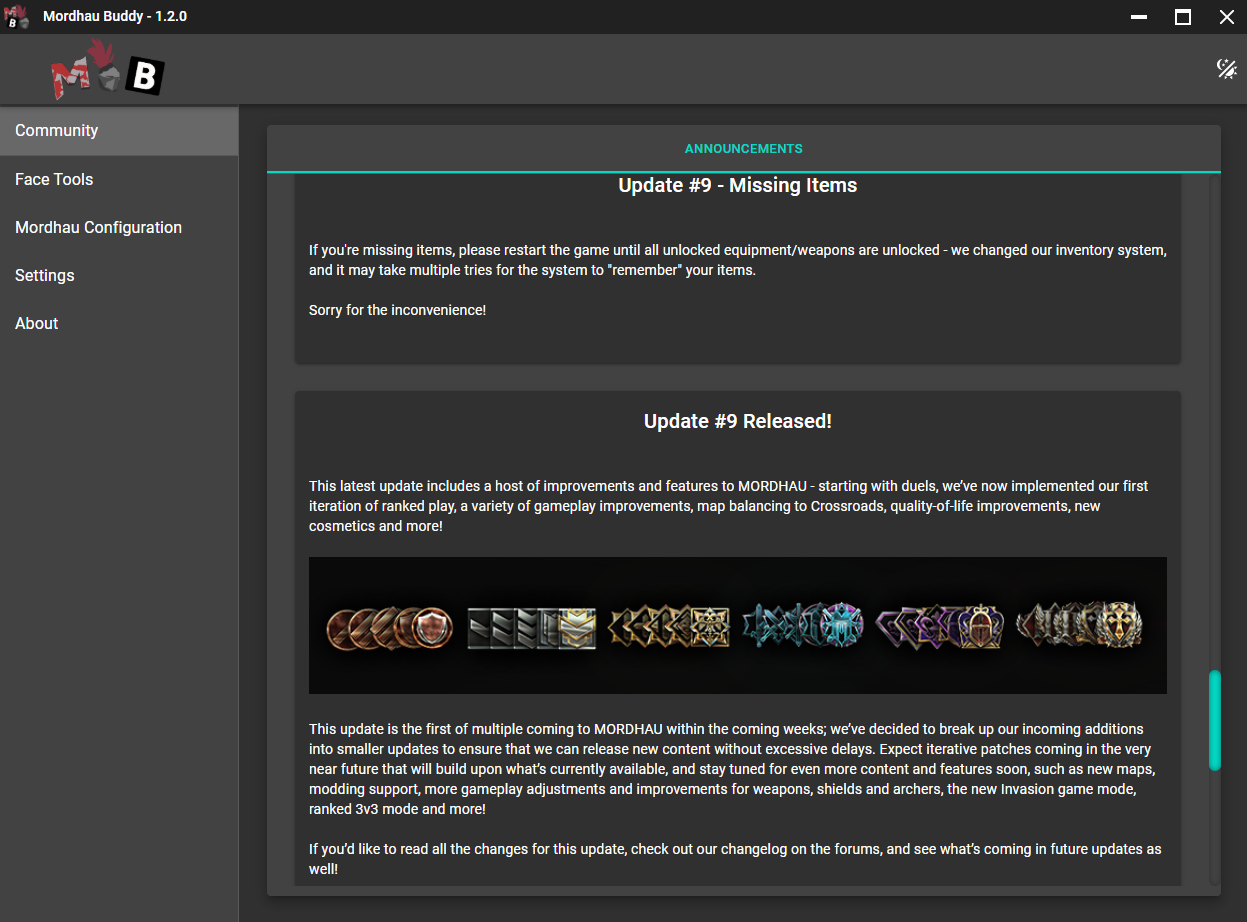 Mordhau Buddy - 1.2.0
M B
Community
Face Tools
Mordhau Configuration
Settings
About
ANNOUNCEMENTS
Update #9 - Missing Items
If you're missing items, please restart the game until all unlocked equipment/weapons are unlocked - we changed our inventory system,
and it may take multiple tries for the system to "remember" your items.
Sorry for the inconvenience!
Update #9 Released!
This latest update includes a host of improvements and features to MORDHAU - starting with duels, we’ve now implemented our first
iteration of ranked play, a variety of gameplay improvements, map balancing to Crossroads, quality-of-life improvements, new
cosmetics and more!
This update is the first of multiple coming to MORDHAU within the coming weeks; we’ve decided to break up our incoming additions
into smaller updates to ensure that we can release new content without excessive delays. Expect iterative patches coming in the very
near future that will build upon what’s currently available, and stay tuned for even more content and features soon, such as new maps,
modding support, more gameplay adjustments and improvements for weapons, shields and archers, the new Invasion game mode,
ranked 3v3 mode and more!
If you’d like to read all the changes for this update, check out our changelog on the forums, and see what’s coming in future updates as
well!